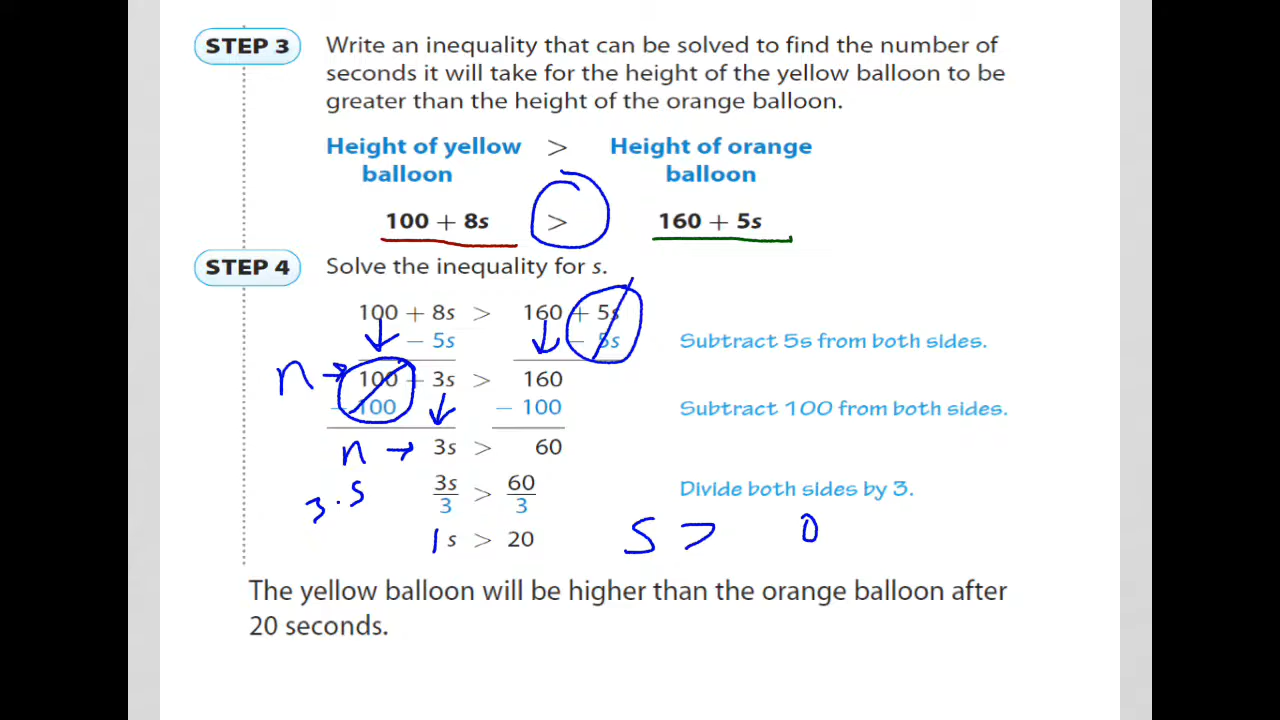 STEP 3 Write an inequality that can be solved to find the number of
seconds it will take for the height of the yellow balloon to be
greater than the height of the orange balloon.
Height of yellow > Height of orange
balloon balloon
100 + 8s > 160 + 5s
STEP 4 Solve the inequality for s.
100 + 8s > 160 + 5s
− 5s − 5s Subtract 5s from both sides.
n → 100 + 3s > 160
− 100 − 100 Subtract 100 from both sides.
n → 3s > 60
3 · s 3s/3 > 60/3 Divide both sides by 3.
1s > 20 s > 0
The yellow balloon will be higher than the orange balloon after
20 seconds.